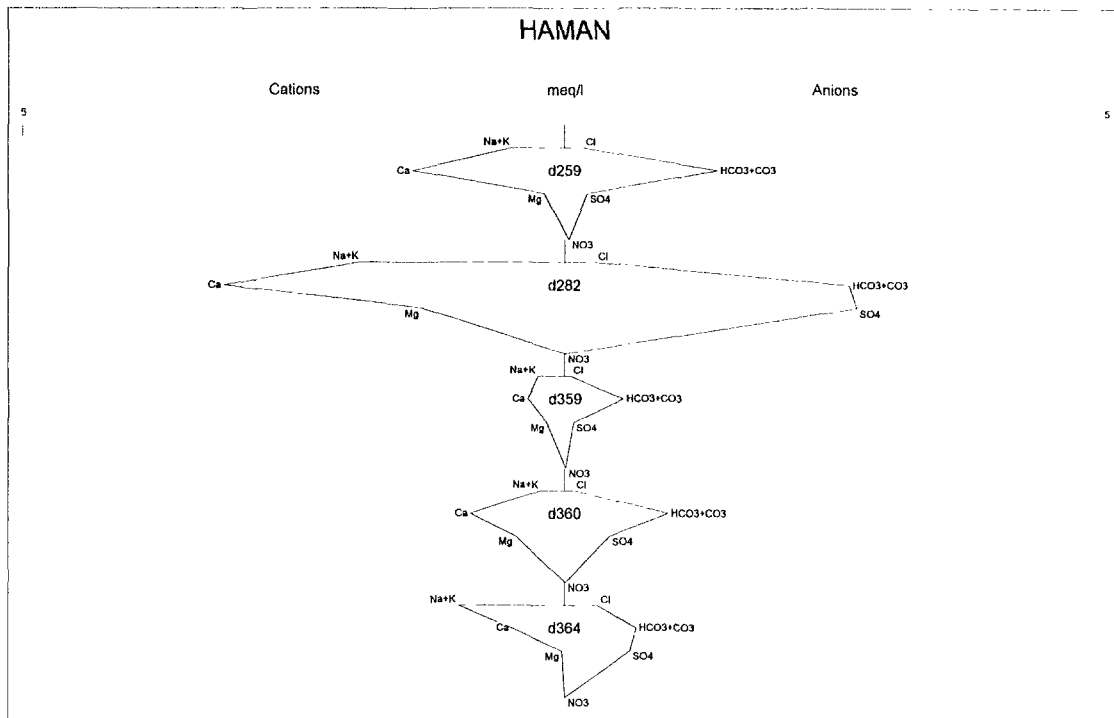 HAMAN
Cations meq/l Anions
5 5
Na+K Cl
Ca d259 HCO3+CO3
Mg SO4
NO3
Na+K Cl
Ca d282 HCO3+CO3
Mg SO4
NO3
Na+K Cl
Ca d359 HCO3+CO3
Mg SO4
NO3
Na+K Cl
Ca d360 HCO3+CO3
Mg SO4
NO3
Na+K Cl
Ca d364 HCO3+CO3
Mg SO4
NO3